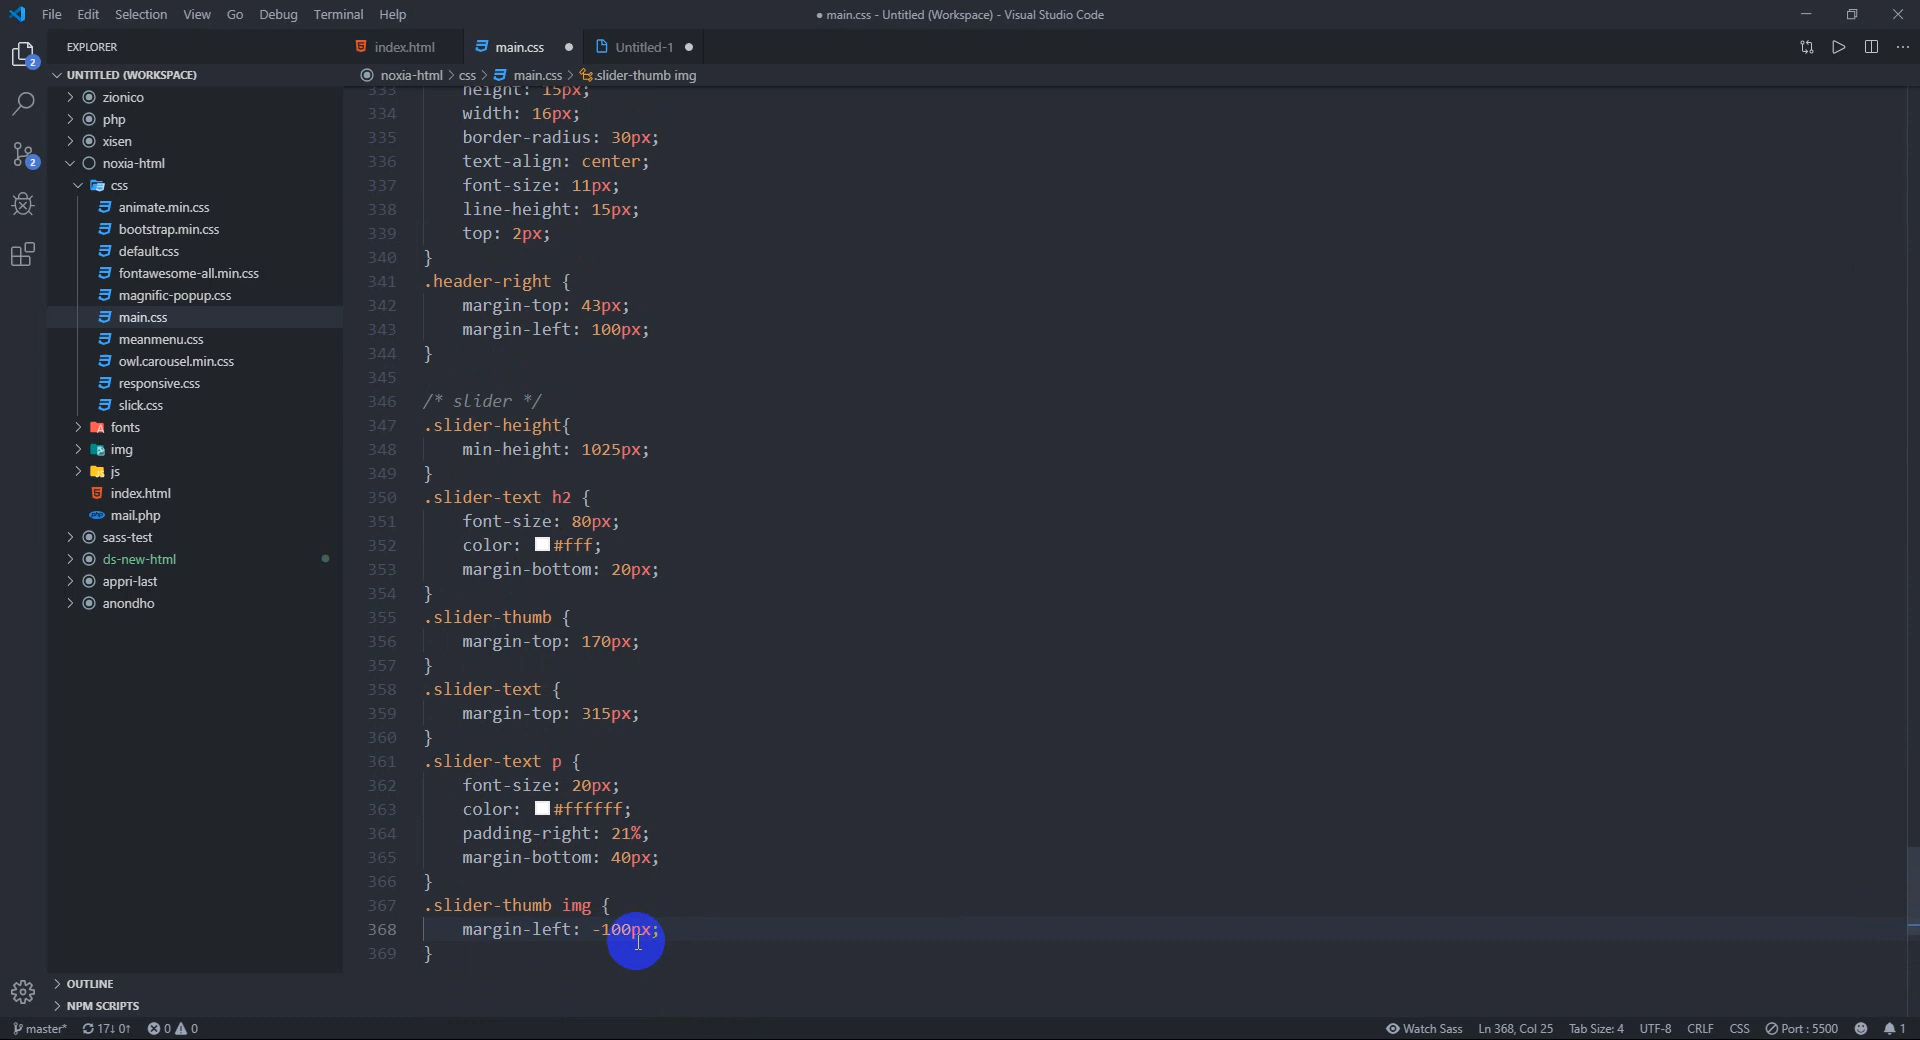 File Edit Selection View Go Debug Terminal Help
● main.css - Untitled (Workspace) - Visual Studio Code
EXPLORER
index.html
main.css
Untitled-1
UNTITLED (WORKSPACE)
noxia-html > css > main.css > .slider-thumb img
zionico
php
xisen
noxia-html
css
animate.min.css
bootstrap.min.css
default.css
fontawesome-all.min.css
magnific-popup.css
main.css
meanmenu.css
owl.carousel.min.css
responsive.css
slick.css
fonts
img
js
index.html
mail.php
sass-test
ds-new-html
appri-last
anondho
OUTLINE
NPM SCRIPTS
2
2
333 height: 15px;
334 width: 16px;
335 border-radius: 30px;
336 text-align: center;
337 font-size: 11px;
338 line-height: 15px;
339 top: 2px;
340 }
341 .header-right {
342 margin-top: 43px;
343 margin-left: 100px;
344 }
345
346 /* slider */
347 .slider-height{
348 min-height: 1025px;
349 }
350 .slider-text h2 {
351 font-size: 80px;
352 color: #fff;
353 margin-bottom: 20px;
354 }
355 .slider-thumb {
356 margin-top: 170px;
357 }
358 .slider-text {
359 margin-top: 315px;
360 }
361 .slider-text p {
362 font-size: 20px;
363 color: #ffffff;
364 padding-right: 21%;
365 margin-bottom: 40px;
366 }
367 .slider-thumb img {
368 margin-left: -100px;
369 }
master* 17↓ 0↑ 0 0
Watch Sass Ln 368, Col 25 Tab Size: 4 UTF-8 CRLF CSS Port : 5500 1